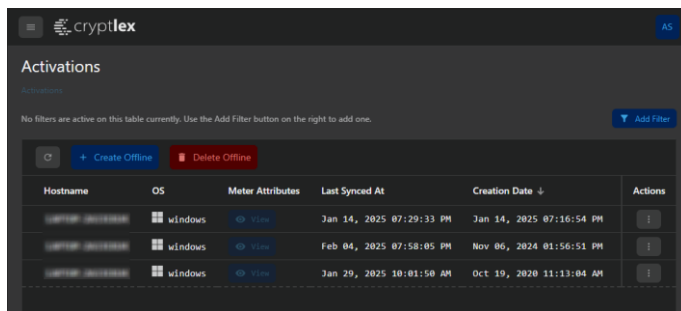 cryptlex
AS
Activations
Activations
No filters are active on this table currently. Use the Add Filter button on the right to add one.
Add Filter
+ Create Offline Delete Offline
Hostname OS Meter Attributes Last Synced At Creation Date ↓ Actions
windows View Jan 14, 2025 07:29:33 PM Jan 14, 2025 07:16:54 PM
windows View Feb 04, 2025 07:58:05 PM Nov 06, 2024 01:56:51 PM
windows View Jan 29, 2025 10:01:50 AM Oct 19, 2020 11:13:04 AM